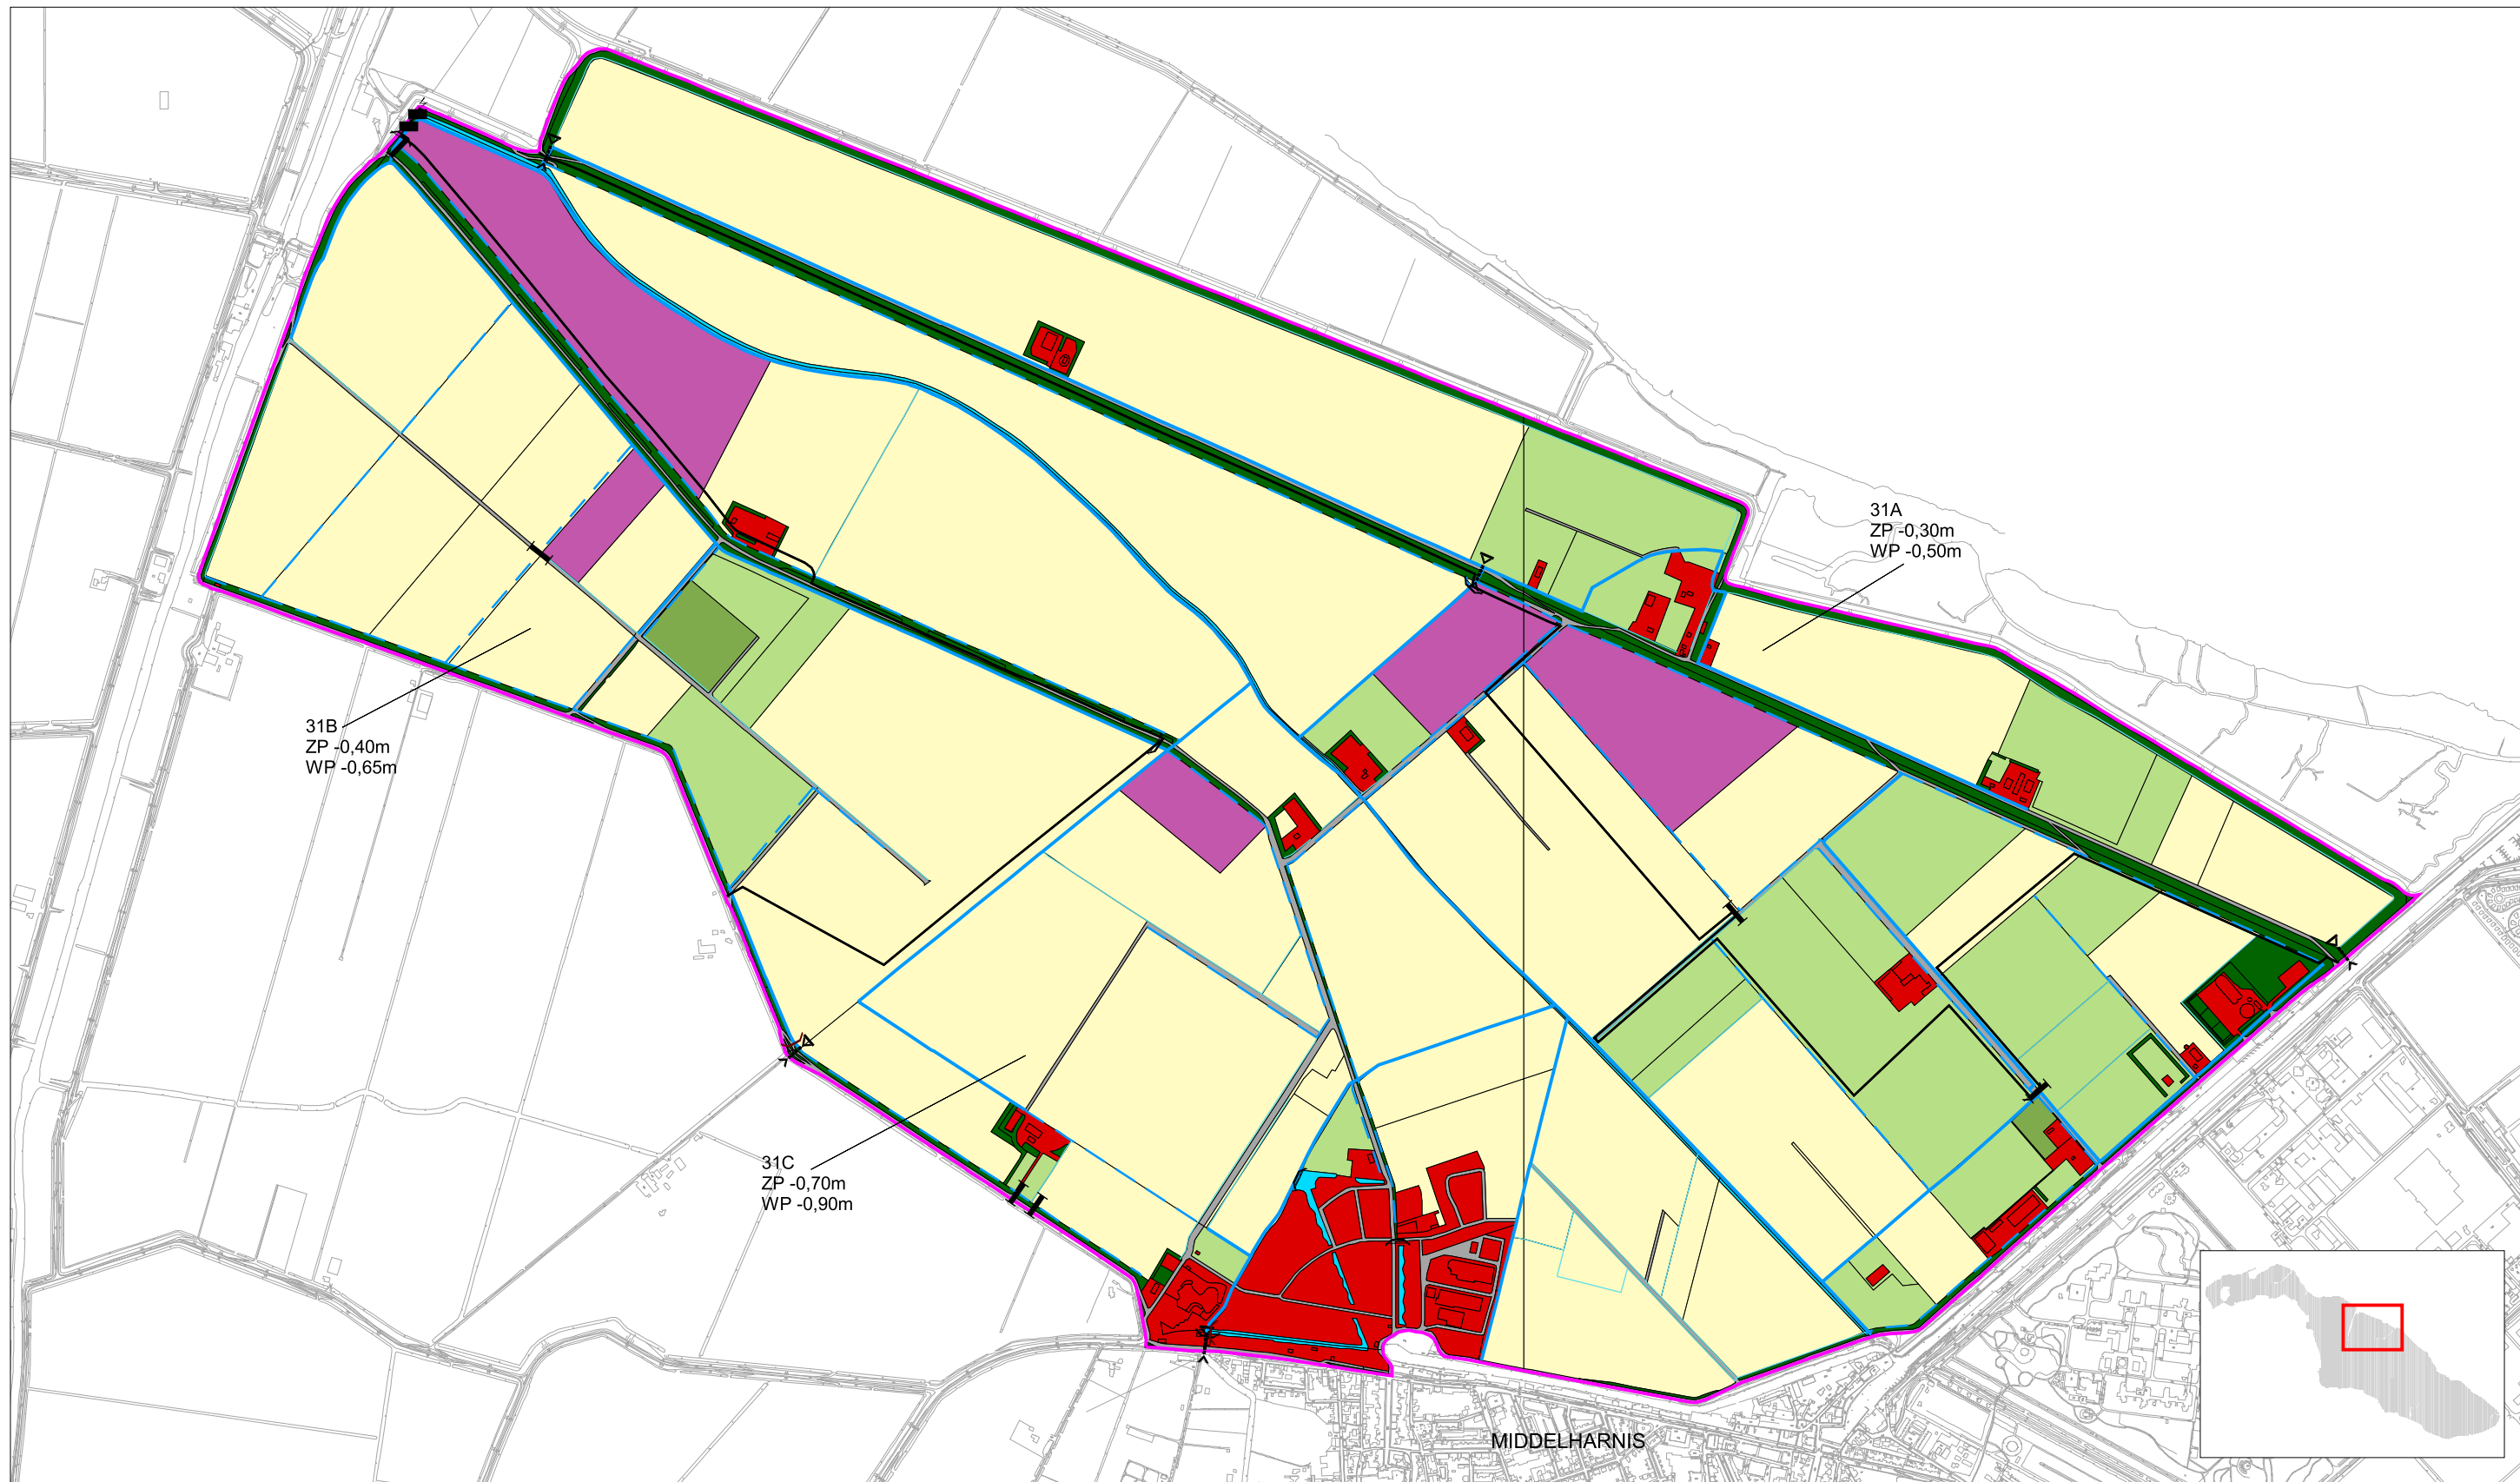 31A
ZP -0,30m
WP -0,50m
31B
ZP -0,40m
WP -0,65m
31C
ZP -0,70m
WP -0,90m
MIDDELHARNIS